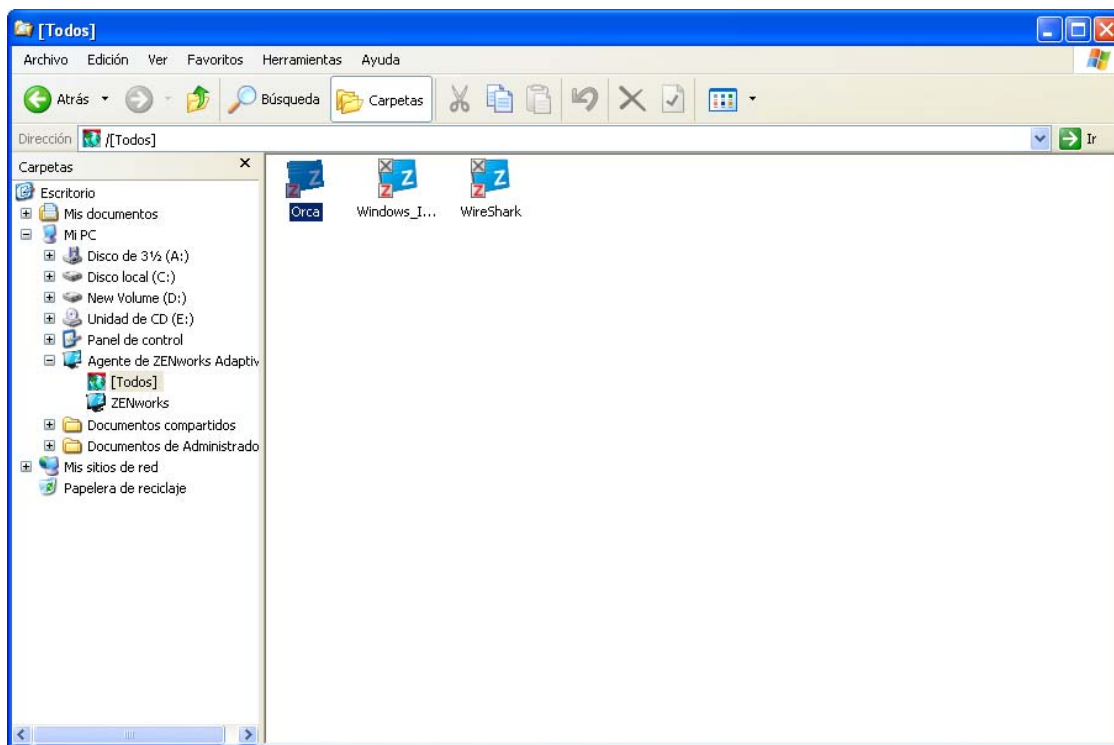 [Todos]
Archivo Edición Ver Favoritos Herramientas Ayuda
Atrás Búsqueda Carpetas
Dirección /[Todos] Ir
Carpetas
Escritorio
Mis documentos
Mi PC
Disco de 3½ (A:)
Disco local (C:)
New Volume (D:)
Unidad de CD (E:)
Panel de control
Agente de ZENworks Adaptiv
[Todos]
ZENworks
Documentos compartidos
Documentos de Administrado
Mis sitios de red
Papelera de reciclaje
Orca Windows_I... WireShark